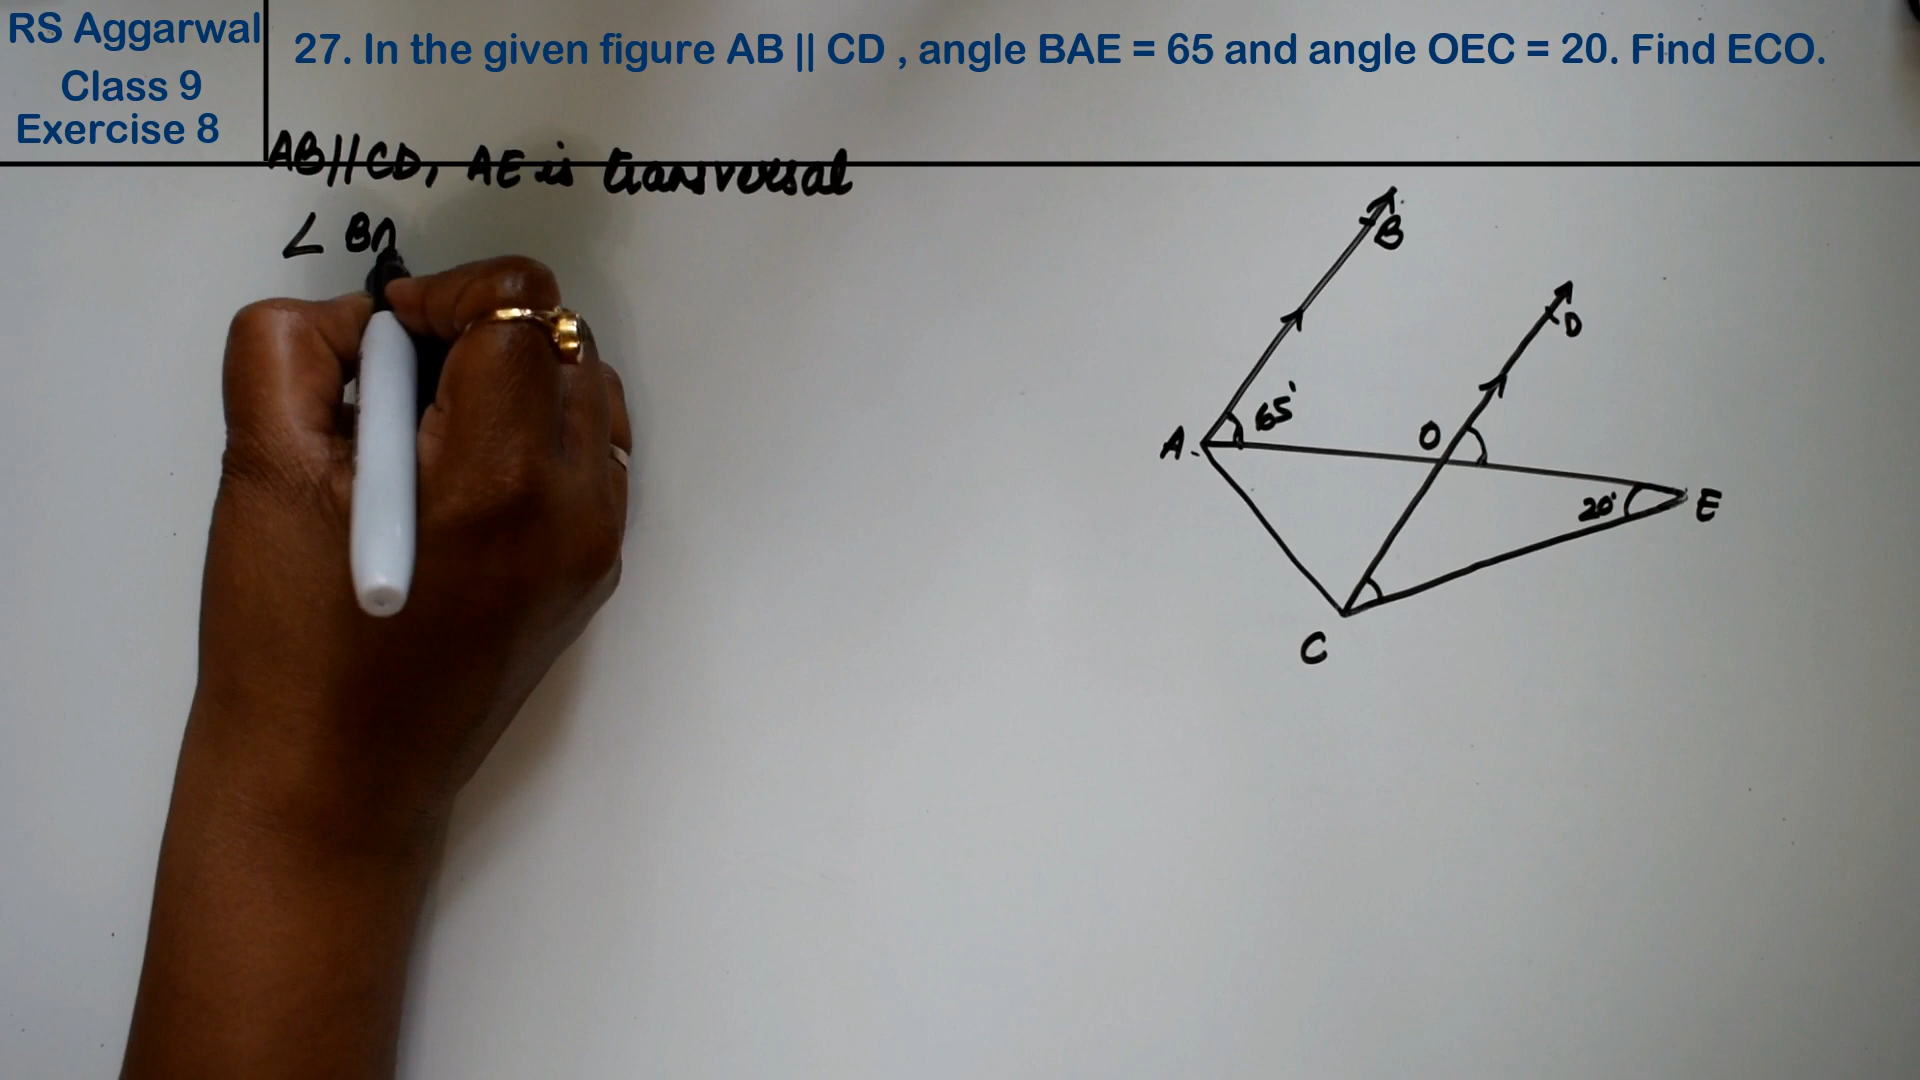 RS Aggarwal
Class 9
Exercise 8
27. In the given figure AB || CD , angle BAE = 65 and angle OEC = 20. Find ECO.
AB||CD, AE is transversal
∠ BA
B
D
65°
A
O
20°
E
C